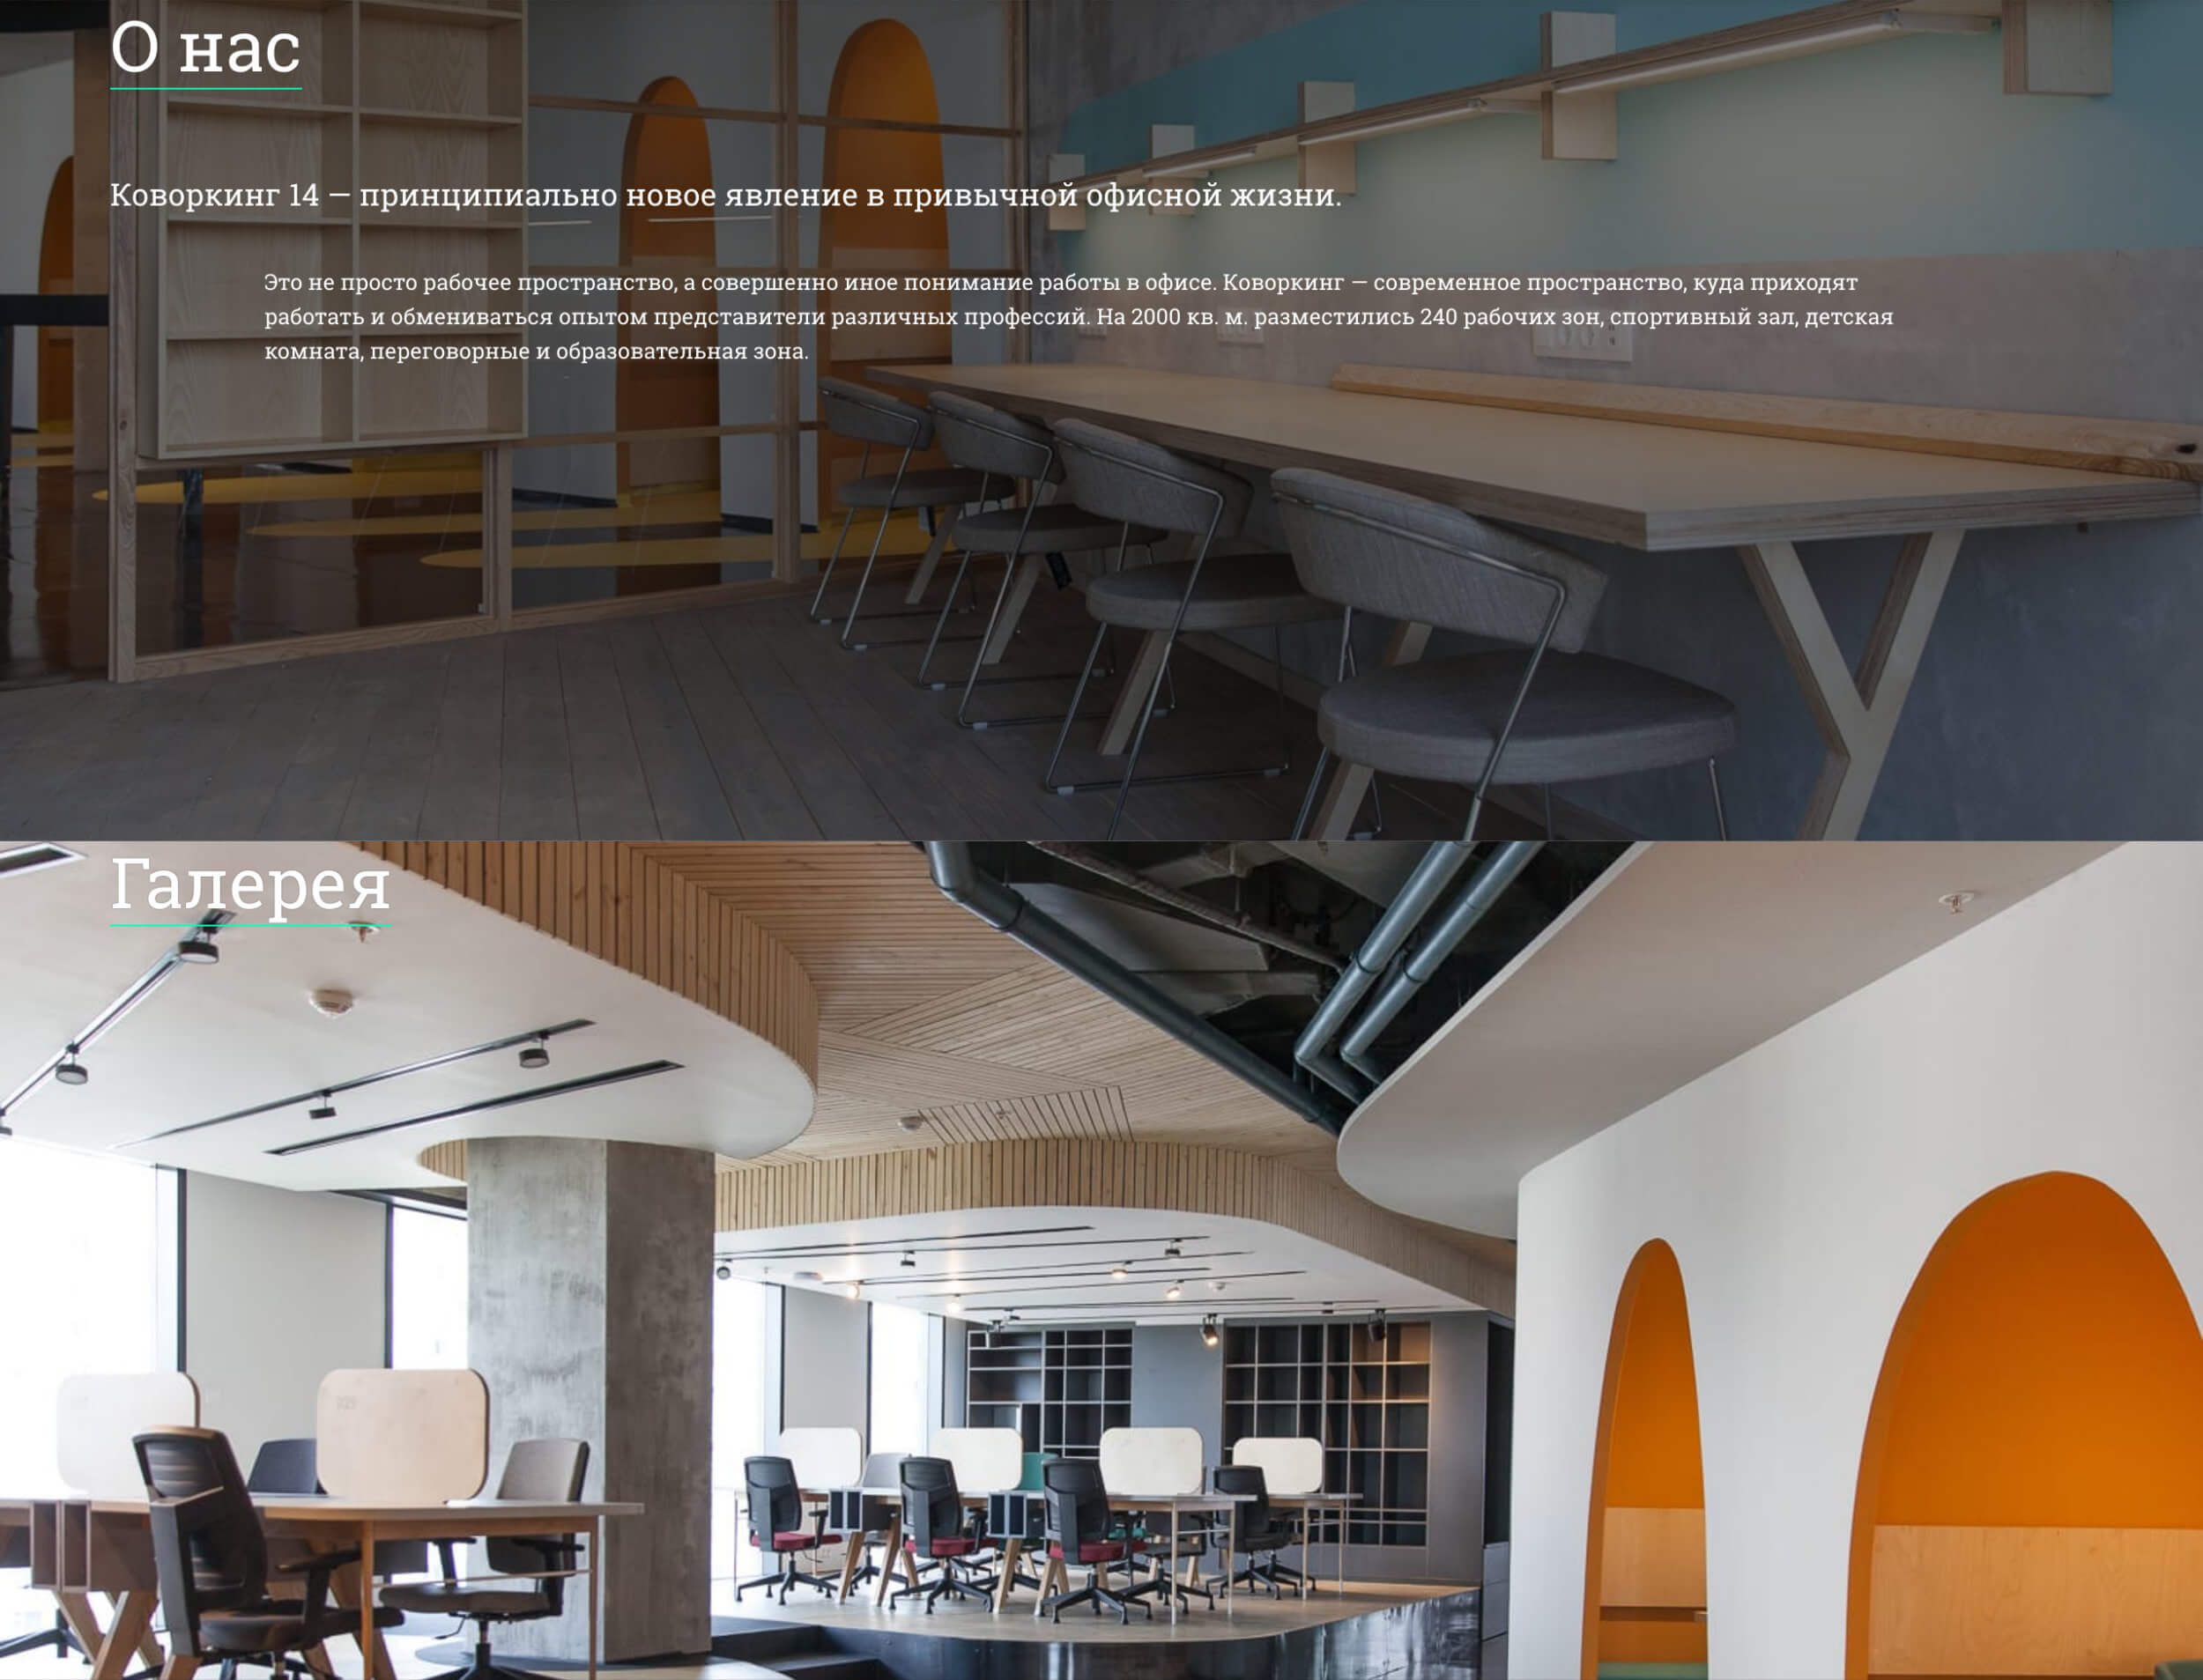 О нас
Коворкинг 14 — принципиально новое явление в привычной офисной жизни.
Это не просто рабочее пространство, а совершенно иное понимание работы в офисе. Коворкинг — современное пространство, куда приходят
работать и обмениваться опытом представители различных профессий. На 2000 кв. м. разместились 240 рабочих зон, спортивный зал, детская
комната, переговорные и образовательная зона.
Галерея